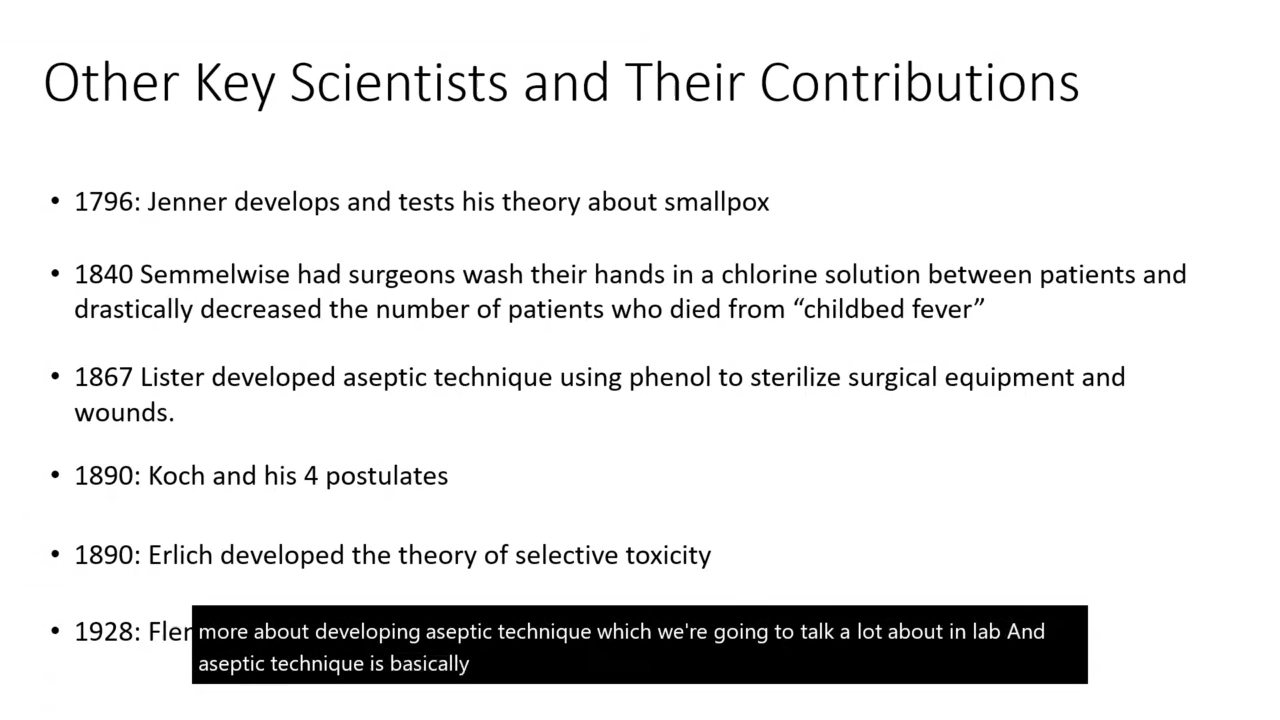 Other Key Scientists and Their Contributions
• 1796: Jenner develops and tests his theory about smallpox
• 1840 Semmelwise had surgeons wash their hands in a chlorine solution between patients and
drastically decreased the number of patients who died from “childbed fever”
• 1867 Lister developed aseptic technique using phenol to sterilize surgical equipment and
wounds.
• 1890: Koch and his 4 postulates
• 1890: Erlich developed the theory of selective toxicity
• 1928:
more about developing aseptic technique which we're going to talk a lot about in lab And
aseptic technique is basically